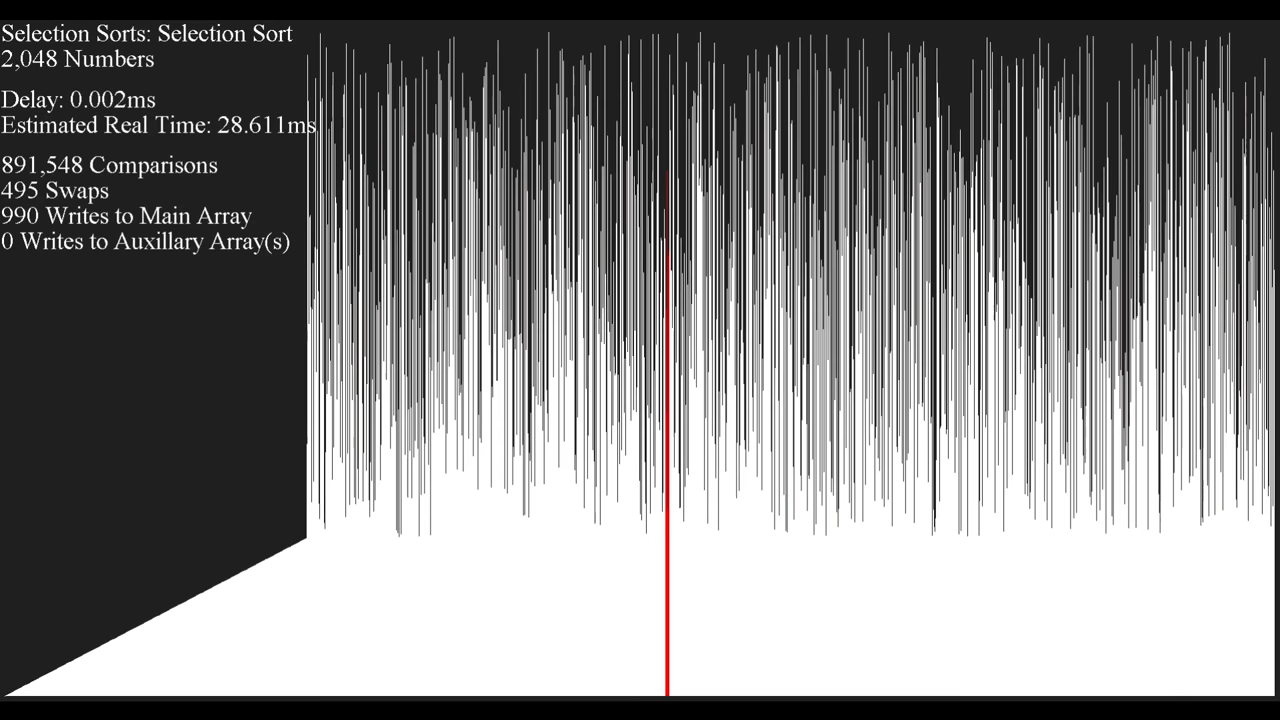 Selection Sorts: Selection Sort
2,048 Numbers
Delay: 0.002ms
Estimated Real Time: 28.611ms
891,548 Comparisons
495 Swaps
990 Writes to Main Array
0 Writes to Auxillary Array(s)